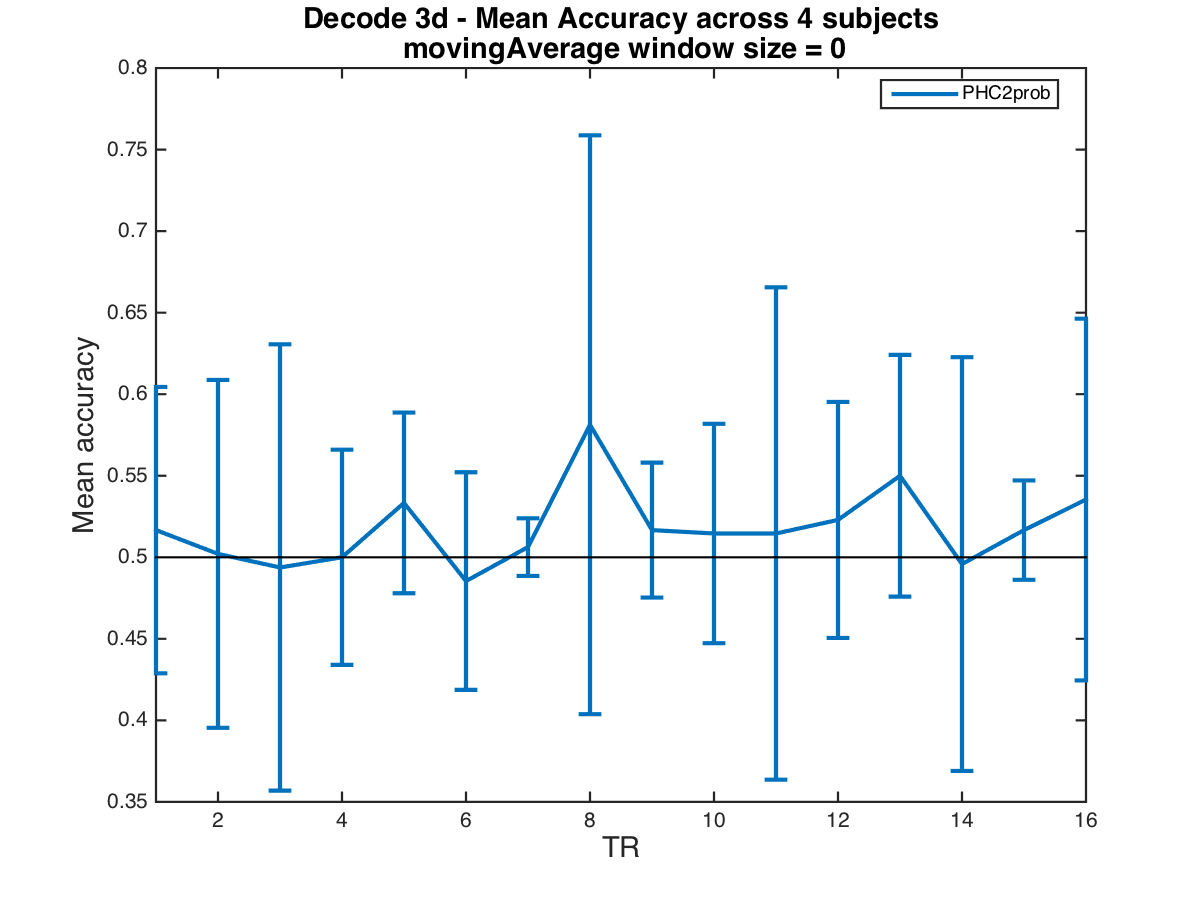 Decode 3d - Mean Accuracy across 4 subjects
movingAverage window size = 0
PHC2prob
Mean accuracy
0.8
0.75
0.7
0.65
0.6
0.55
0.5
0.45
0.4
0.35
2 4 6 8 10 12 14 16
TR